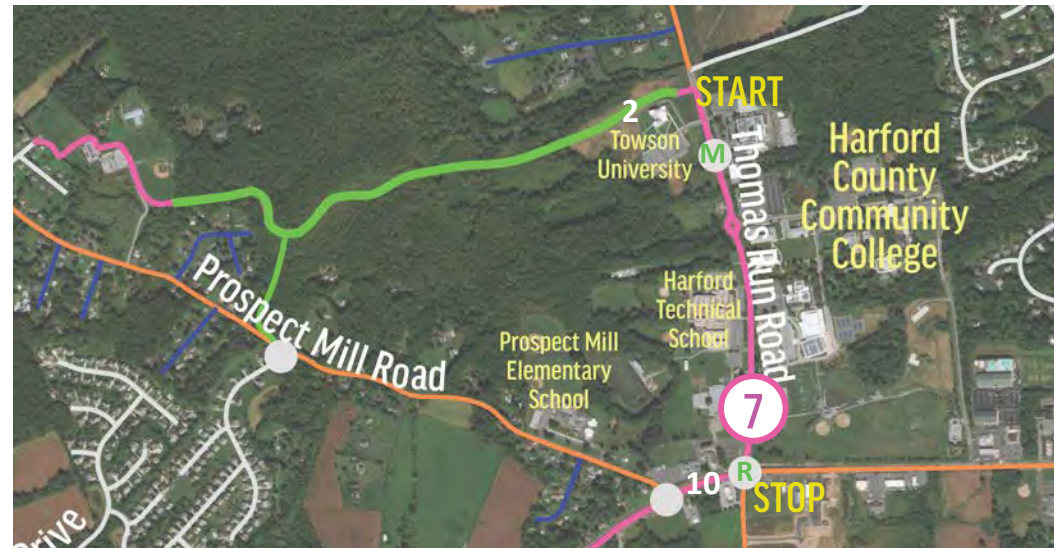 START
2
Towson
University
M
Thomas Run Road
Harford
County
Community
College
Prospect Mill Road
Harford
Technical
School
Prospect Mill
Elementary
School
7
10
R
STOP
Drive